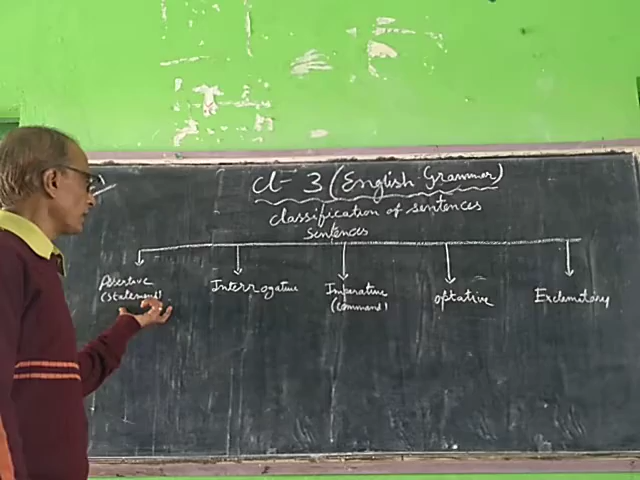 Cl- 3 (English Grammar)
classification of sentences
Sentences
Assertive
(Statement)
Interrogative
Imperative
(Command)
optative
Exclamatory